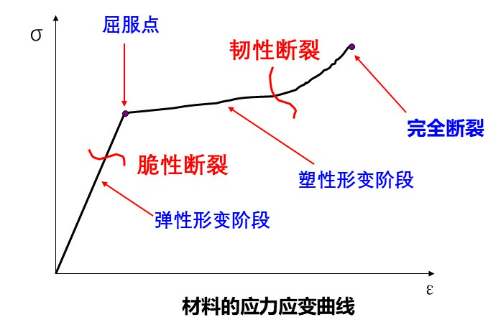 σ
屈服点
韧性断裂
完全断裂
脆性断裂
塑性形变阶段
弹性形变阶段
ε
材料的应力应变曲线